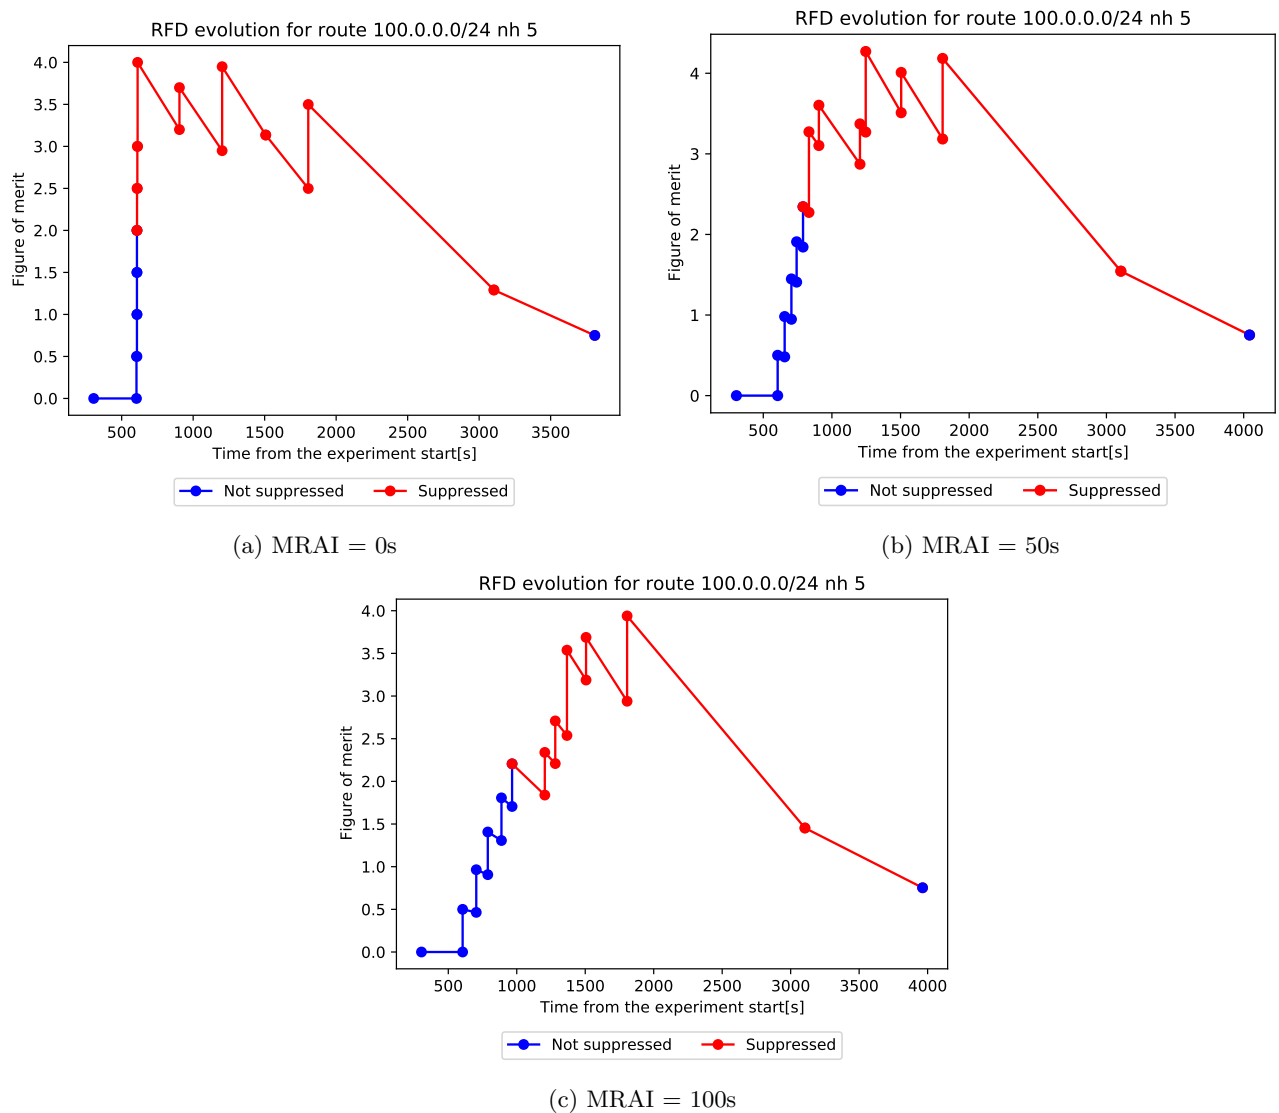 RFD evolution for route 100.0.0.0/24 nh 5
Figure of merit
4.0
3.5
3.0
2.5
2.0
1.5
1.0
0.5
0.0
500 1000 1500 2000 2500 3000 3500
Time from the experiment start[s]
Not suppressed Suppressed
(a) MRAI = 0s
RFD evolution for route 100.0.0.0/24 nh 5
Figure of merit
4
3
2
1
0
500 1000 1500 2000 2500 3000 3500 4000
Time from the experiment start[s]
Not suppressed Suppressed
(b) MRAI = 50s
RFD evolution for route 100.0.0.0/24 nh 5
Figure of merit
4.0
3.5
3.0
2.5
2.0
1.5
1.0
0.5
0.0
500 1000 1500 2000 2500 3000 3500 4000
Time from the experiment start[s]
Not suppressed Suppressed
(c) MRAI = 100s